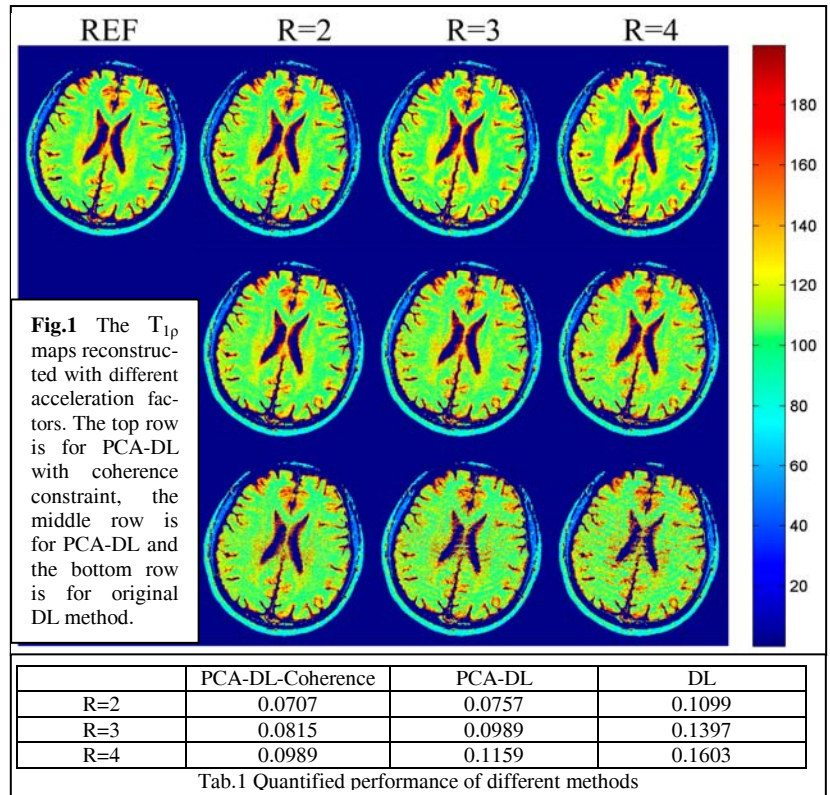 REF R=2 R=3 R=4
180
160
140
120
100
80
60
40
20
Fig.1 The T1ρ
maps reconstruc-
ted with different
acceleration fac-
tors. The top row
is for PCA-DL
with coherence
constraint, the
middle row is
for PCA-DL and
the bottom row
is for original
DL method.
PCA-DL-Coherence PCA-DL DL
R=2 0.0707 0.0757 0.1099
R=3 0.0815 0.0989 0.1397
R=4 0.0989 0.1159 0.1603
Tab.1 Quantified performance of different methods